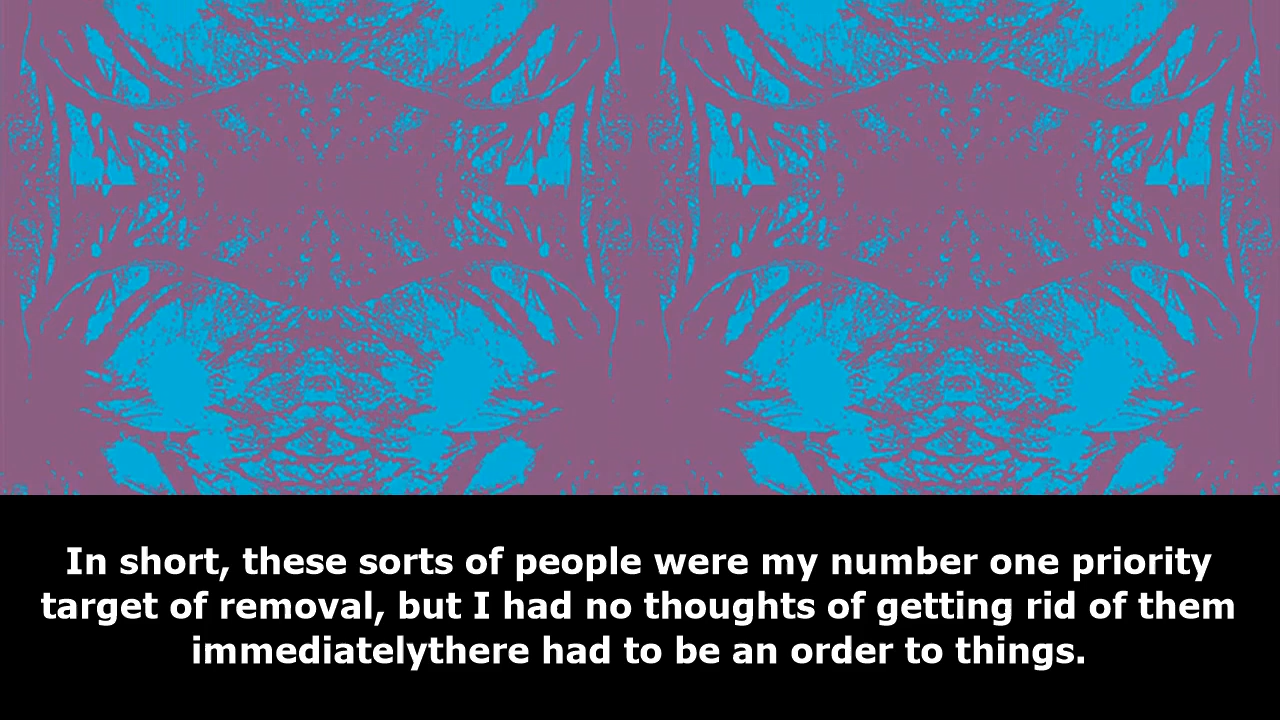 In short, these sorts of people were my number one priority
target of removal, but I had no thoughts of getting rid of them
immediatelythere had to be an order to things.